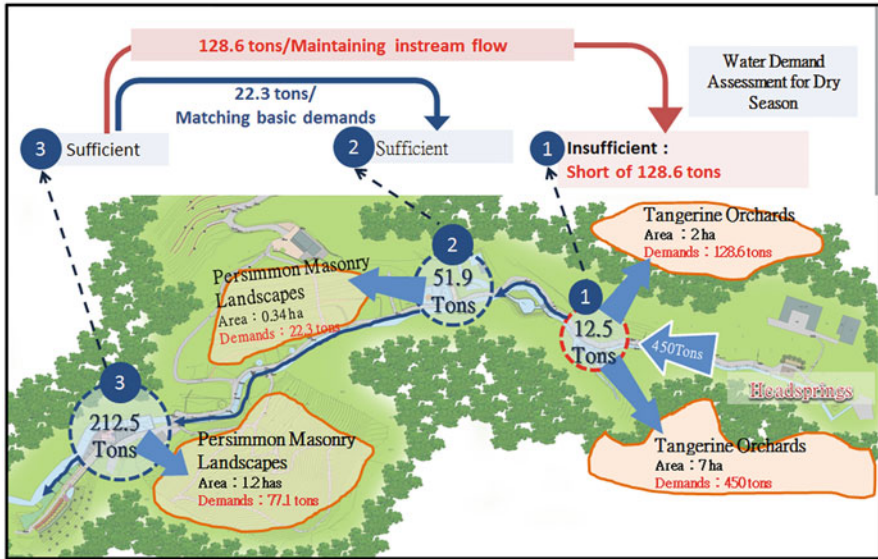 128.6 tons/Maintaining instream flow
Water Demand
Assessment for Dry
Season
22.3 tons/
Matching basic demands
3 Sufficient
2 Sufficient
1 Insufficient：
Short of 128.6 tons
Tangerine Orchards
Area：2 ha
Demands：128.6tons
2
51.9
Tons
Persimmon Masonry
Landscapes
Area：0.34 ha
Demands：22.3 tons
1
12.5
Tons
450Tons
Headsprings
3
212.5
Tons
Persimmon Masonry
Landscapes
Area：1.2 has
Demands：77.1 tons
Tangerine Orchards
Area：7 ha
Demands：450 tons